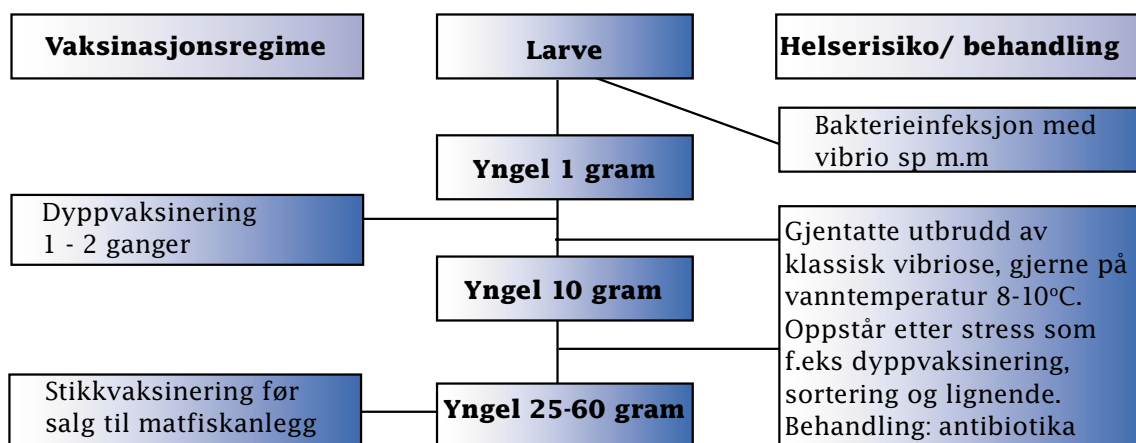 Vaksinasjonsregime
Larve
Helserisiko/ behandling
Bakterieinfeksjon med
vibrio sp m.m
Yngel 1 gram
Dyppvaksinering
1 - 2 ganger
Gjentatte utbrudd av
klassisk vibriose, gjerne på
vanntemperatur 8-10°C.
Oppstår etter stress som
f.eks dyppvaksinering,
sortering og lignende.
Behandling: antibiotika
Yngel 10 gram
Stikkvaksinering før
salg til matfiskanlegg
Yngel 25-60 gram